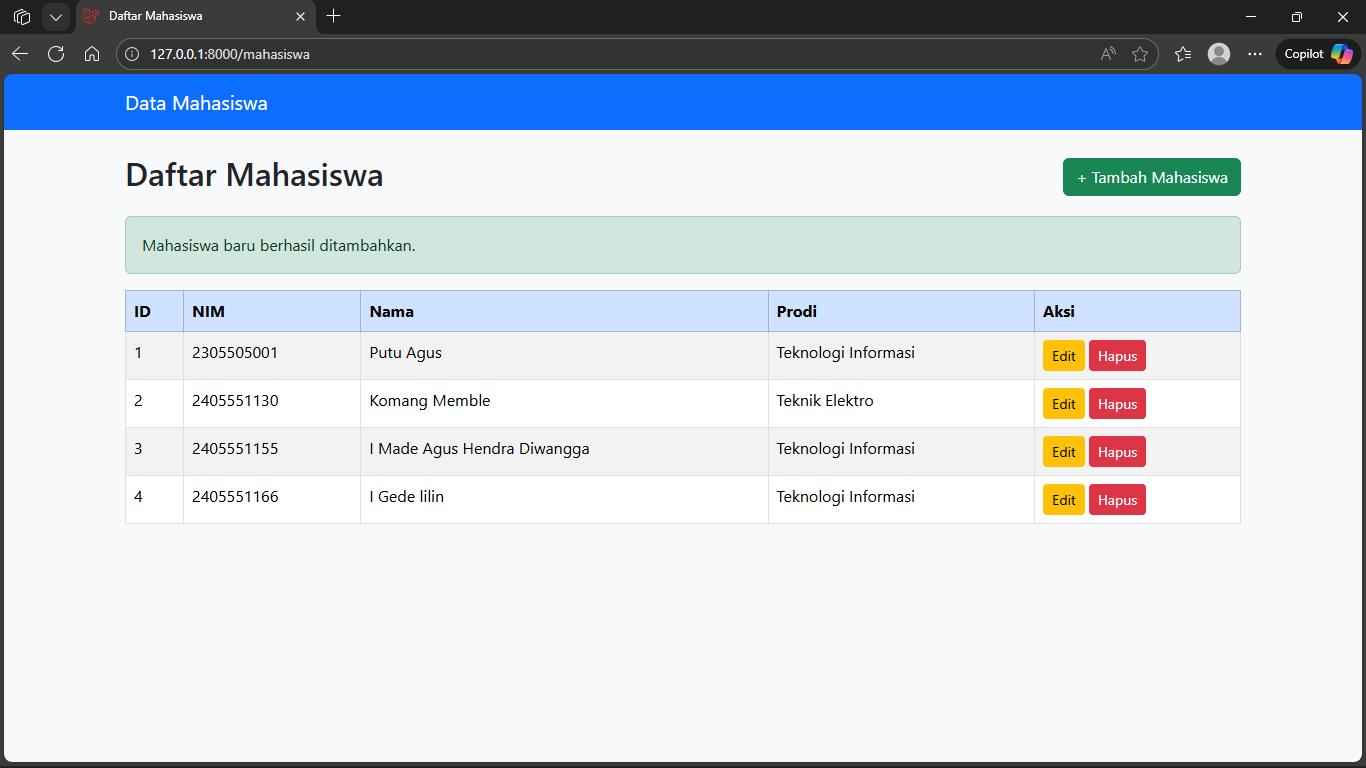 Daftar Mahasiswa
127.0.0.1:8000/mahasiswa
Copilot
Data Mahasiswa
Daftar Mahasiswa
+ Tambah Mahasiswa
Mahasiswa baru berhasil ditambahkan.
ID NIM Nama Prodi Aksi
1 2305505001 Putu Agus Teknologi Informasi Edit Hapus
2 2405551130 Komang Memble Teknik Elektro Edit Hapus
3 2405551155 I Made Agus Hendra Diwangga Teknologi Informasi Edit Hapus
4 2405551166 I Gede lilin Teknologi Informasi Edit Hapus